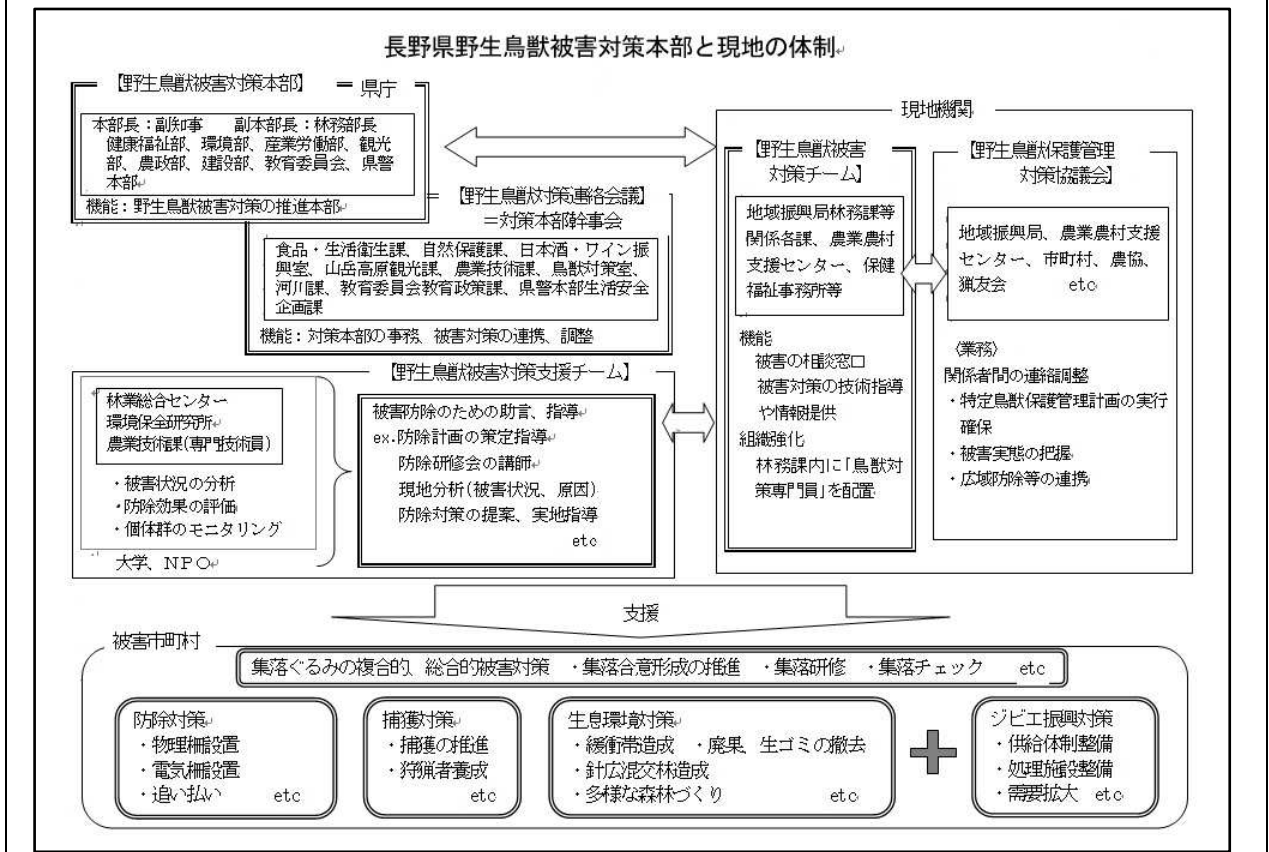 長野県野生鳥獣被害対策本部と現地の体制
【野生鳥獣被害対策本部】 = 県庁
本部長：副知事　副本部長：林務部長
健康福祉部、環境部、産業労働部、観光
部、農政部、建設部、教育委員会、県警
本部
機能：野生鳥獣被害対策の推進本部
= 【野生鳥獣対策連絡会議】
＝対策本部幹事会
食品・生活衛生課、自然保護課、日本酒・ワイン振
興室、山岳高原観光課、農業技術課、鳥獣対策室、
河川課、教育委員会教育政策課、県警本部生活安全
企画課
機能：対策本部の事務、被害対策の連携、調整
現地機関
【野生鳥獣被害
対策チーム】
地域振興局林務課等
関係各課、農業農村
支援センター、保健
福祉事務所等
機能
被害の相談窓口
被害対策の技術指導
や情報提供
組織強化
林務課内に「鳥獣対
策専門員」を配置
【野生鳥獣保護管理
対策協議会】
地域振興局、農業農村支援
センター、市町村、農協、
猟友会　etc
〈業務〉
関係者間の連絡調整
・特定鳥獣保護管理計画の実行
確保
・被害実態の把握
・広域防除等の連携
【野生鳥獣被害対策支援チーム】
林業総合センター
環境保全研究所
農業技術課(専門技術員)
・被害状況の分析
・防除効果の評価
・個体群のモニタリング
大学、ＮＰＯ
被害防除のための助言、指導
ex.防除計画の策定指導
防除研修会の講師
現地分析(被害状況、原因)
防除対策の提案、実地指導
etc
支援
被害市町村
集落ぐるみの複合的、総合的被害対策　・集落合意形成の推進　・集落研修　・集落チェック　etc
防除対策
・物理柵設置
・電気柵設置
・追い払い　etc
捕獲対策
・捕獲の推進
・狩猟者養成
etc
生息環境対策
・緩衝帯造成　・廃果、生ゴミの撤去
・針広混交林造成
・多様な森林づくり　etc
ジビエ振興対策
・供給体制整備
・処理施設整備
・需要拡大　etc